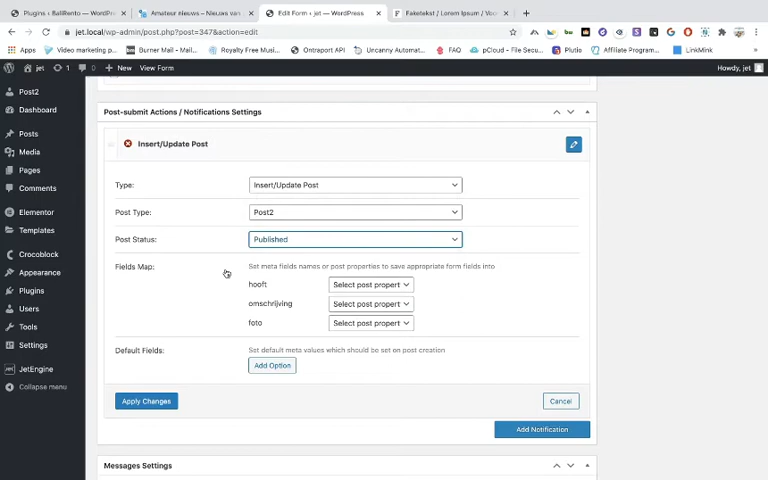 Plugins ‹ BallRento — WordPress
Amateur nieuws – Nieuws van
Edit Form ‹ jet — WordPress
Faketekst / Lorem Ipsum / Voo
jet.local/wp-admin/post.php?post=347&action=edit
Apps Video marketing p... Burner Mail - Mail... Royalty Free Musi... Ontraport API Uncanny Automat... FAQ pCloud - File Secu... Plutio Affiliate Program... LinkMink
jet 1 New View Form Howdy, jet
Post2
Dashboard
Posts
Media
Pages
Comments
Elementor
Templates
Crocoblock
Appearance
Plugins
Users
Tools
Settings
JetEngine
Collapse menu
Post-submit Actions / Notifications Settings
Insert/Update Post
Type: Insert/Update Post
Post Type: Post2
Post Status: Published
Fields Map: Set meta fields names or post properties to save appropriate form fields into
hooft Select post propert
omschrijving Select post propert
foto Select post propert
Default Fields: Set default meta values which should be set on post creation
Add Option
Apply Changes Cancel
Add Notification
Messages Settings